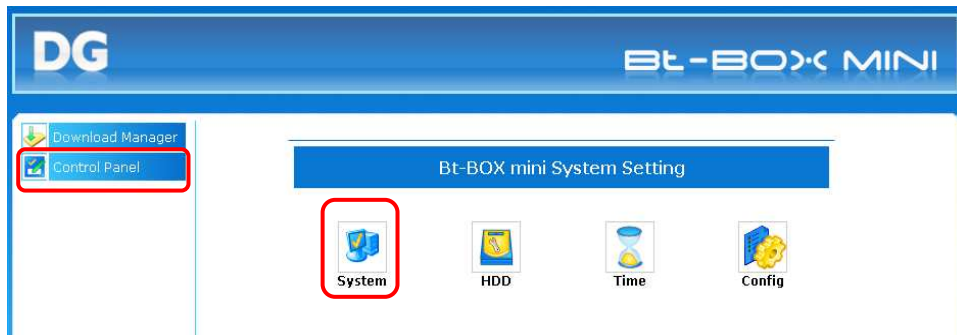 DG
Bt-BOX MINI
Download Manager
Control Panel
Bt-BOX mini System Setting
System
HDD
Time
Config